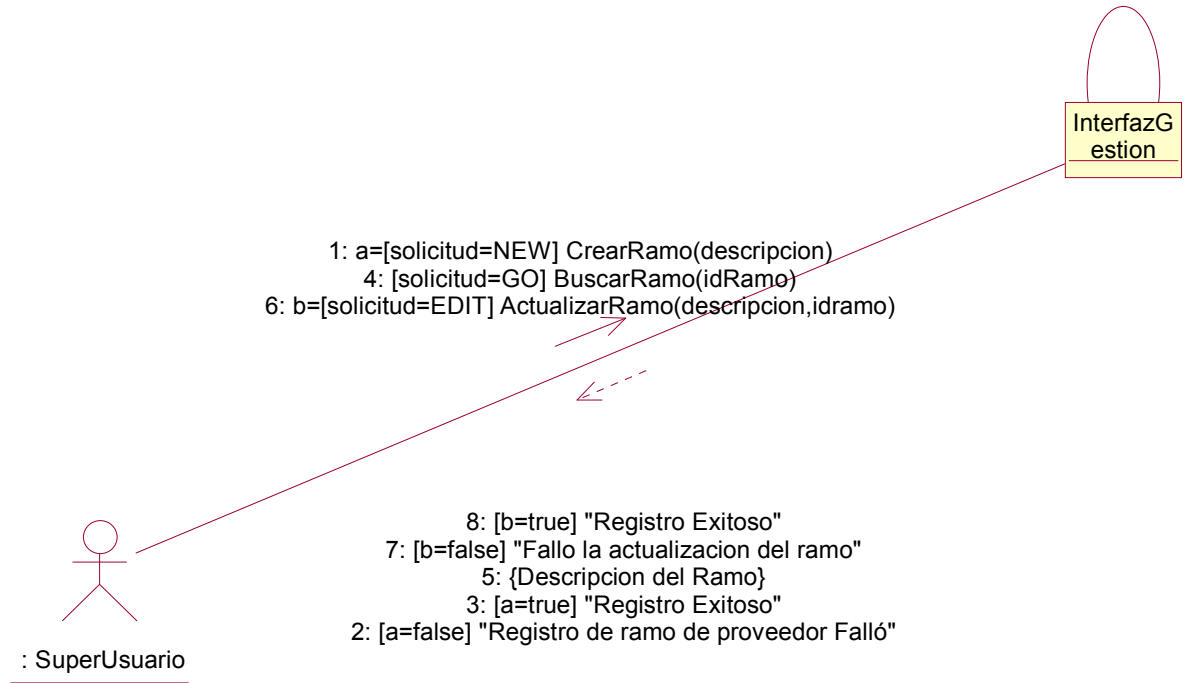 InterfazG
estion
1: a=[solicitud=NEW] CrearRamo(descripcion)
4: [solicitud=GO] BuscarRamo(idRamo)
6: b=[solicitud=EDIT] ActualizarRamo(descripcion,idramo)
8: [b=true] "Registro Exitoso"
7: [b=false] "Fallo la actualizacion del ramo"
5: {Descripcion del Ramo}
3: [a=true] "Registro Exitoso"
2: [a=false] "Registro de ramo de proveedor Falló"
: SuperUsuario